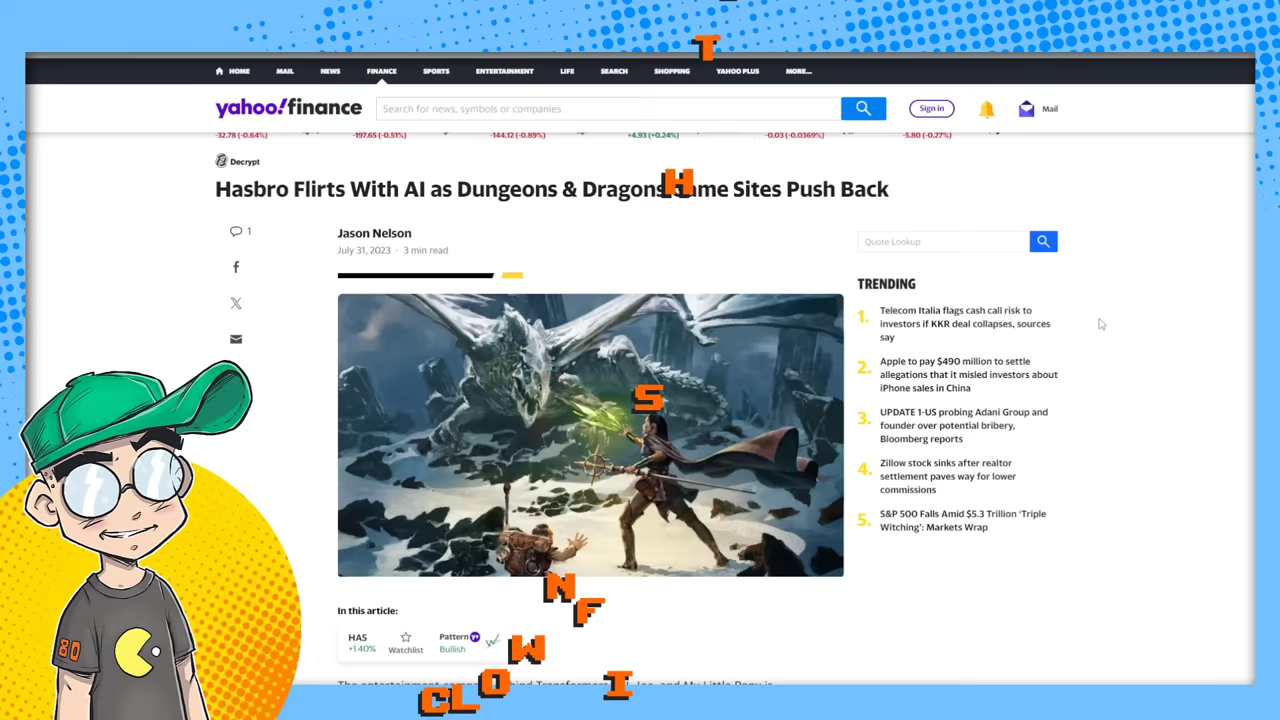 T
HOME MAIL NEWS FINANCE SPORTS ENTERTAINMENT LIFE SEARCH SHOPPING YAHOO PLUS MORE...
yahoo!finance Search for news, symbols or companies Sign in Mail
-32.78 (-0.64%) -197.65 (-0.51%) -144.12 (-0.89%) +4.93 (+0.24%) -0.03 (-0.0369%) -5.80 (-0.27%)
Decrypt
Hasbro Flirts With AI as Dungeons & Dragons Game Sites Push Back
H
1
Jason Nelson
July 31, 2023 · 3 min read
Quote Lookup
TRENDING
1. Telecom Italia flags cash call risk to
investors if KKR deal collapses, sources
say
2. Apple to pay $490 million to settle
allegations that it misled investors about
iPhone sales in China
3. UPDATE 1-US probing Adani Group and
founder over potential bribery,
Bloomberg reports
4. Zillow stock sinks after realtor
settlement paves way for lower
commissions
5. S&P 500 Falls Amid $5.3 Trillion 'Triple
Witching': Markets Wrap
S
80
N
F
In this article:
HAS
+1.40%
Watchlist
Pattern Y+
Bullish
W
CLO
I